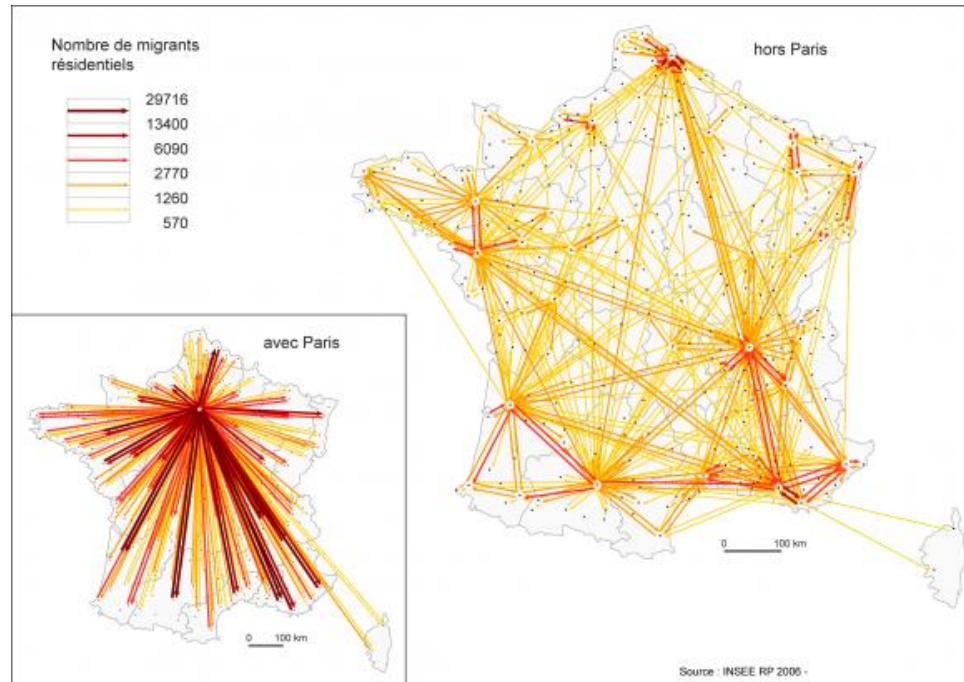 Nombre de migrants
résidentiels
29716
13400
6090
2770
1260
570
hors Paris
avec Paris
0 100 km
0 100 km
Source : INSEE RP 2006 -